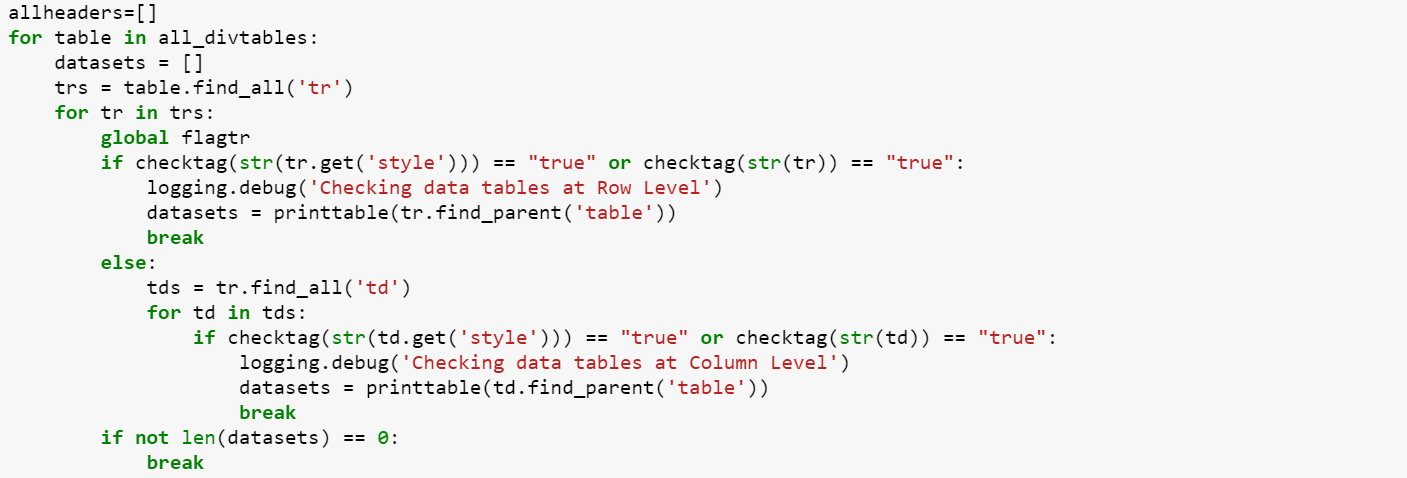 allheaders=[]
for table in all_divtables:
    datasets = []
    trs = table.find_all('tr')
    for tr in trs:
        global flagtr
        if checktag(str(tr.get('style'))) == "true" or checktag(str(tr)) == "true":
            logging.debug('Checking data tables at Row Level')
            datasets = printtable(tr.find_parent('table'))
            break
        else:
            tds = tr.find_all('td')
            for td in tds:
                if checktag(str(td.get('style'))) == "true" or checktag(str(td)) == "true":
                    logging.debug('Checking data tables at Column Level')
                    datasets = printtable(td.find_parent('table'))
                    break
        if not len(datasets) == 0:
            break